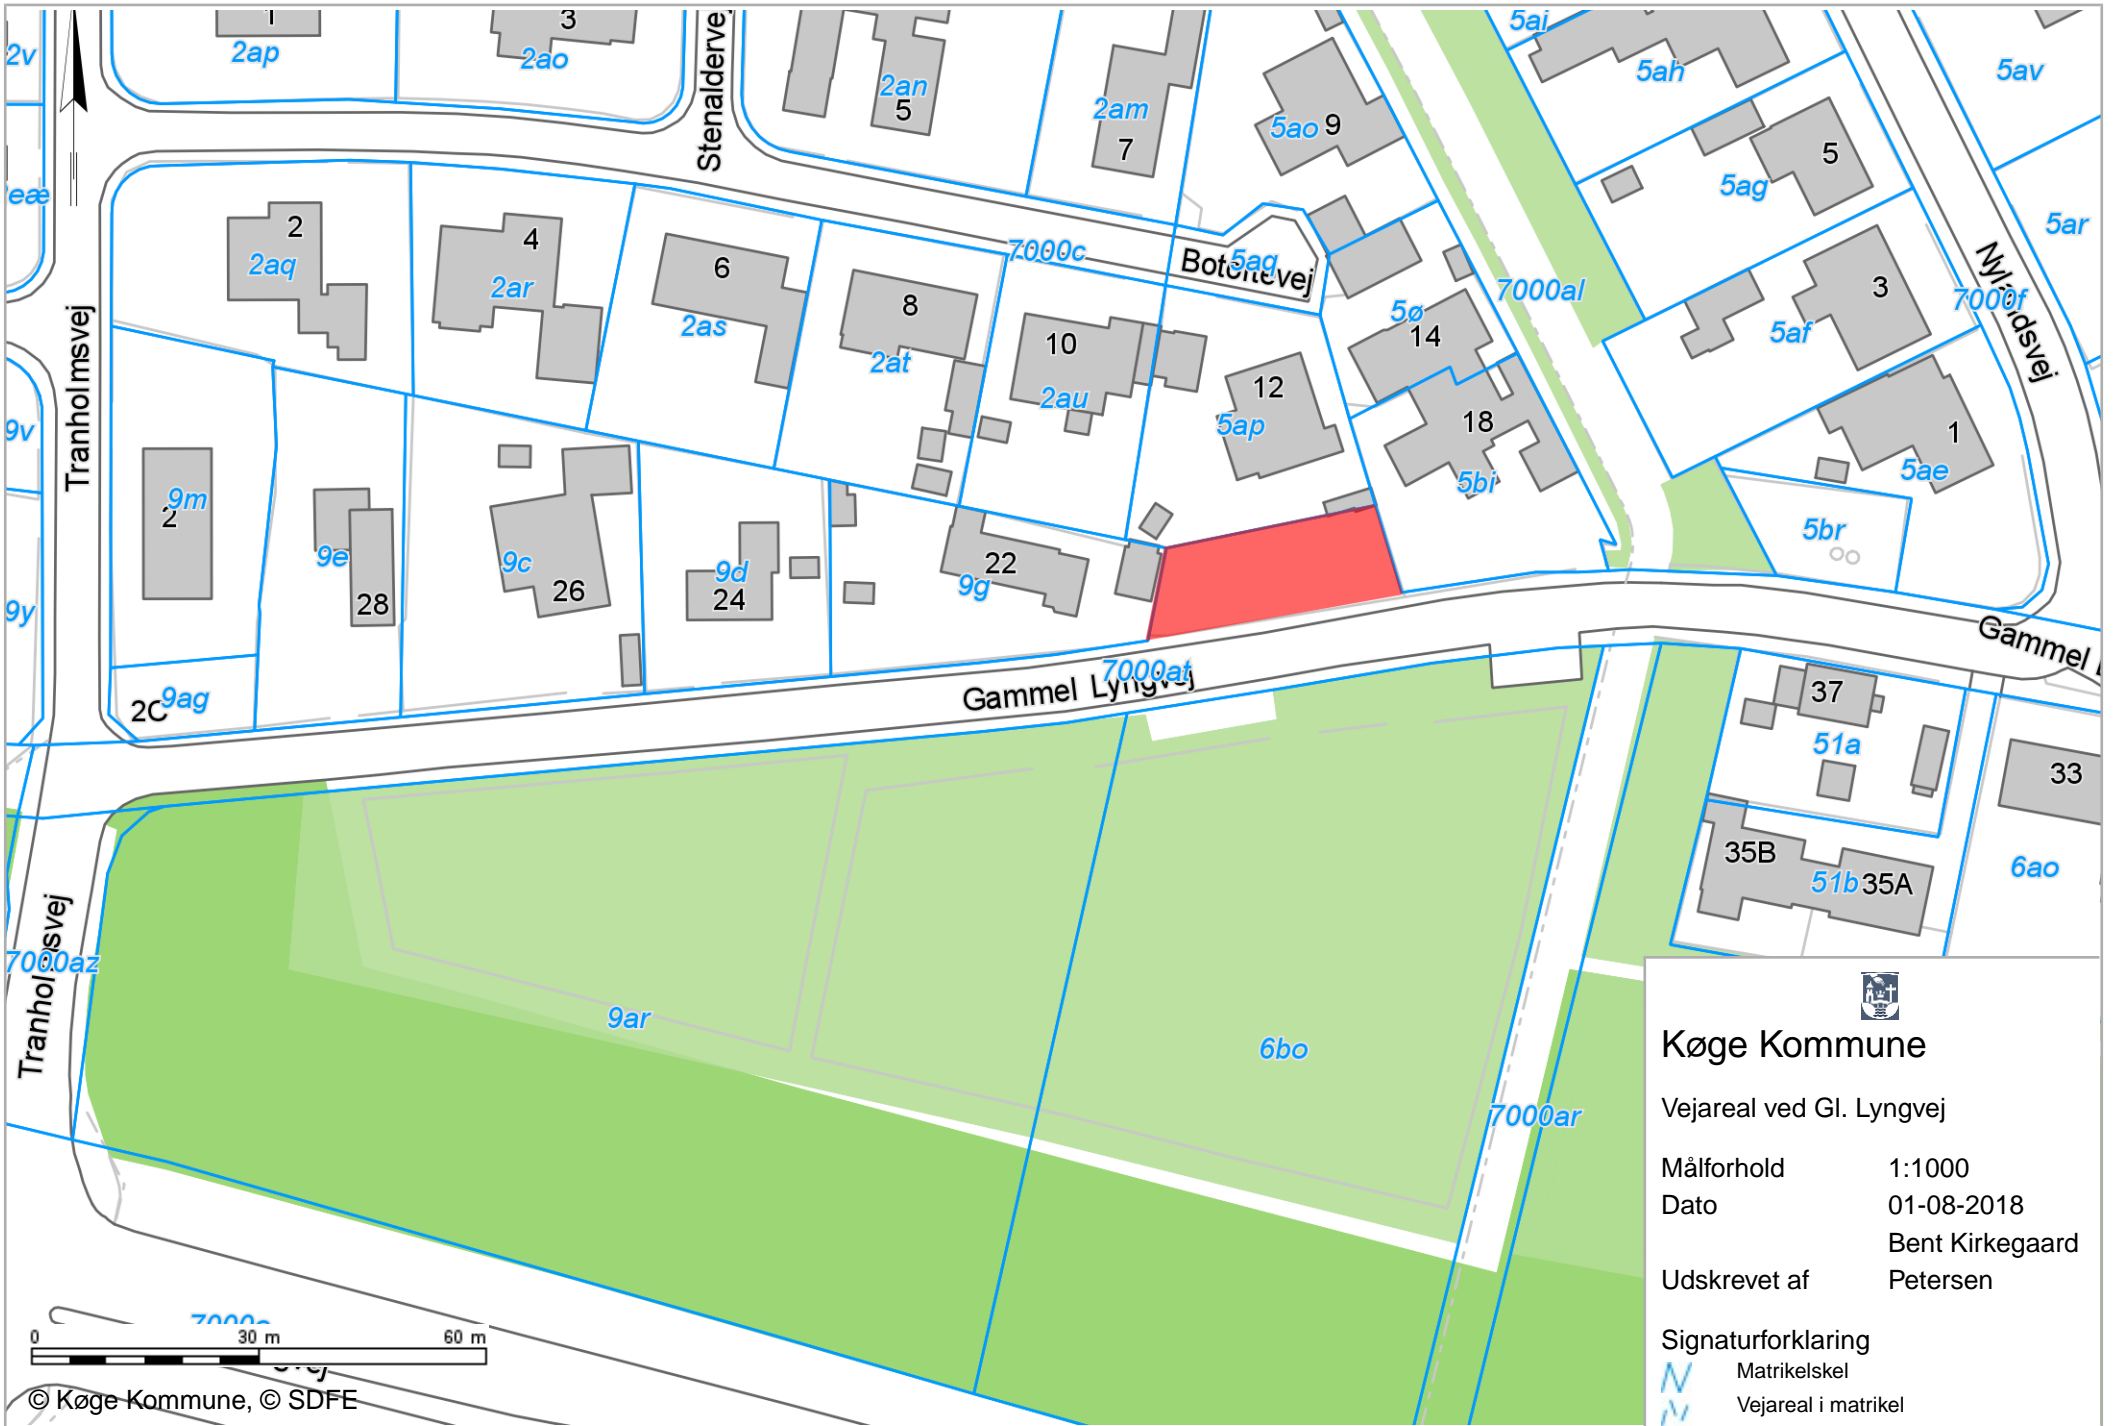 1
3
2v
2ap
2ao
Stenaldervej
2an
5
2am
7
5ao
9
5ai
5ah
5av
5ag
5
5ar
eæ
2
2aq
4
2ar
6
2as
8
2at
7000c
Botoftevej
5aq
10
2au
12
5ap
5ø
14
7000al
3
5af
7000f
Tranholmsvej
18
5bi
1
5ae
5br
9v
9m
2
9e
28
9c
26
9d
24
22
9g
9y
2C
9ag
7000at
Gammel Lyngvej
Gammel
37
51a
33
35B
51b
35A
6ao
7000az
Tranholmsvej
9ar
6bo
7000ar
Køge Kommune
Vejareal ved Gl. Lyngvej
Målforhold 1:1000
Dato 01-08-2018
Bent Kirkegaard
Udskrevet af Petersen
Signaturforklaring
Matrikelskel
Vejareal i matrikel
0 30 m 60 m
© Køge Kommune, © SDFE